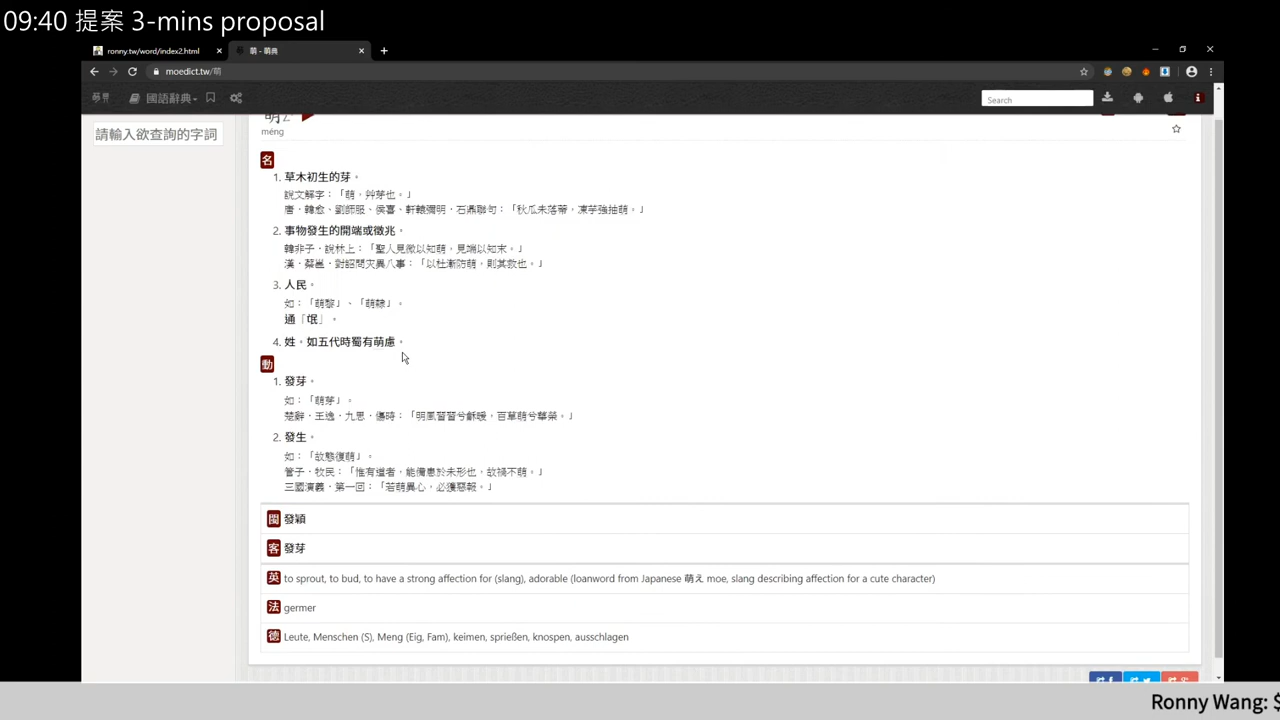 09:40 提案 3-mins proposal
ronny.tw/word/index2.html
萌 - 萌典
moedict.tw/萌
萌典
國語辭典
Search
請輸入欲查詢的字詞
méng
名
1. 草木初生的芽。
說文解字：「萌，艸芽也。」
唐．韓愈、劉師服、侯喜、軒轅彌明．石鼎聯句：「秋瓜未落蒂，凍芋強抽萌。」
2. 事物發生的開端或徵兆。
韓非子．說林上：「聖人見微以知萌，見端以知末。」
漢．蔡邕．對詔問灾異八事：「以杜漸防萌，則其救也。」
3. 人民。
如：「萌黎」、「萌隸」。
通「氓」。
4. 姓。如五代時蜀有萌慮。
動
1. 發芽。
如：「萌芽」。
楚辭．王逸．九思．傷時：「明風習習兮龢暖，百草萌兮華榮。」
2. 發生。
如：「故態復萌」。
管子．牧民：「惟有道者，能備患於未形也，故禍不萌。」
三國演義．第一回：「若萌異心，必獲惡報。」
閩 發穎
客 發芽
英 to sprout, to bud, to have a strong affection for (slang), adorable (loanword from Japanese 萌え moe, slang describing affection for a cute character)
法 germer
德 Leute, Menschen (S), Meng (Eig, Fam), keimen, sprießen, knospen, ausschlagen
Ronny Wang: $